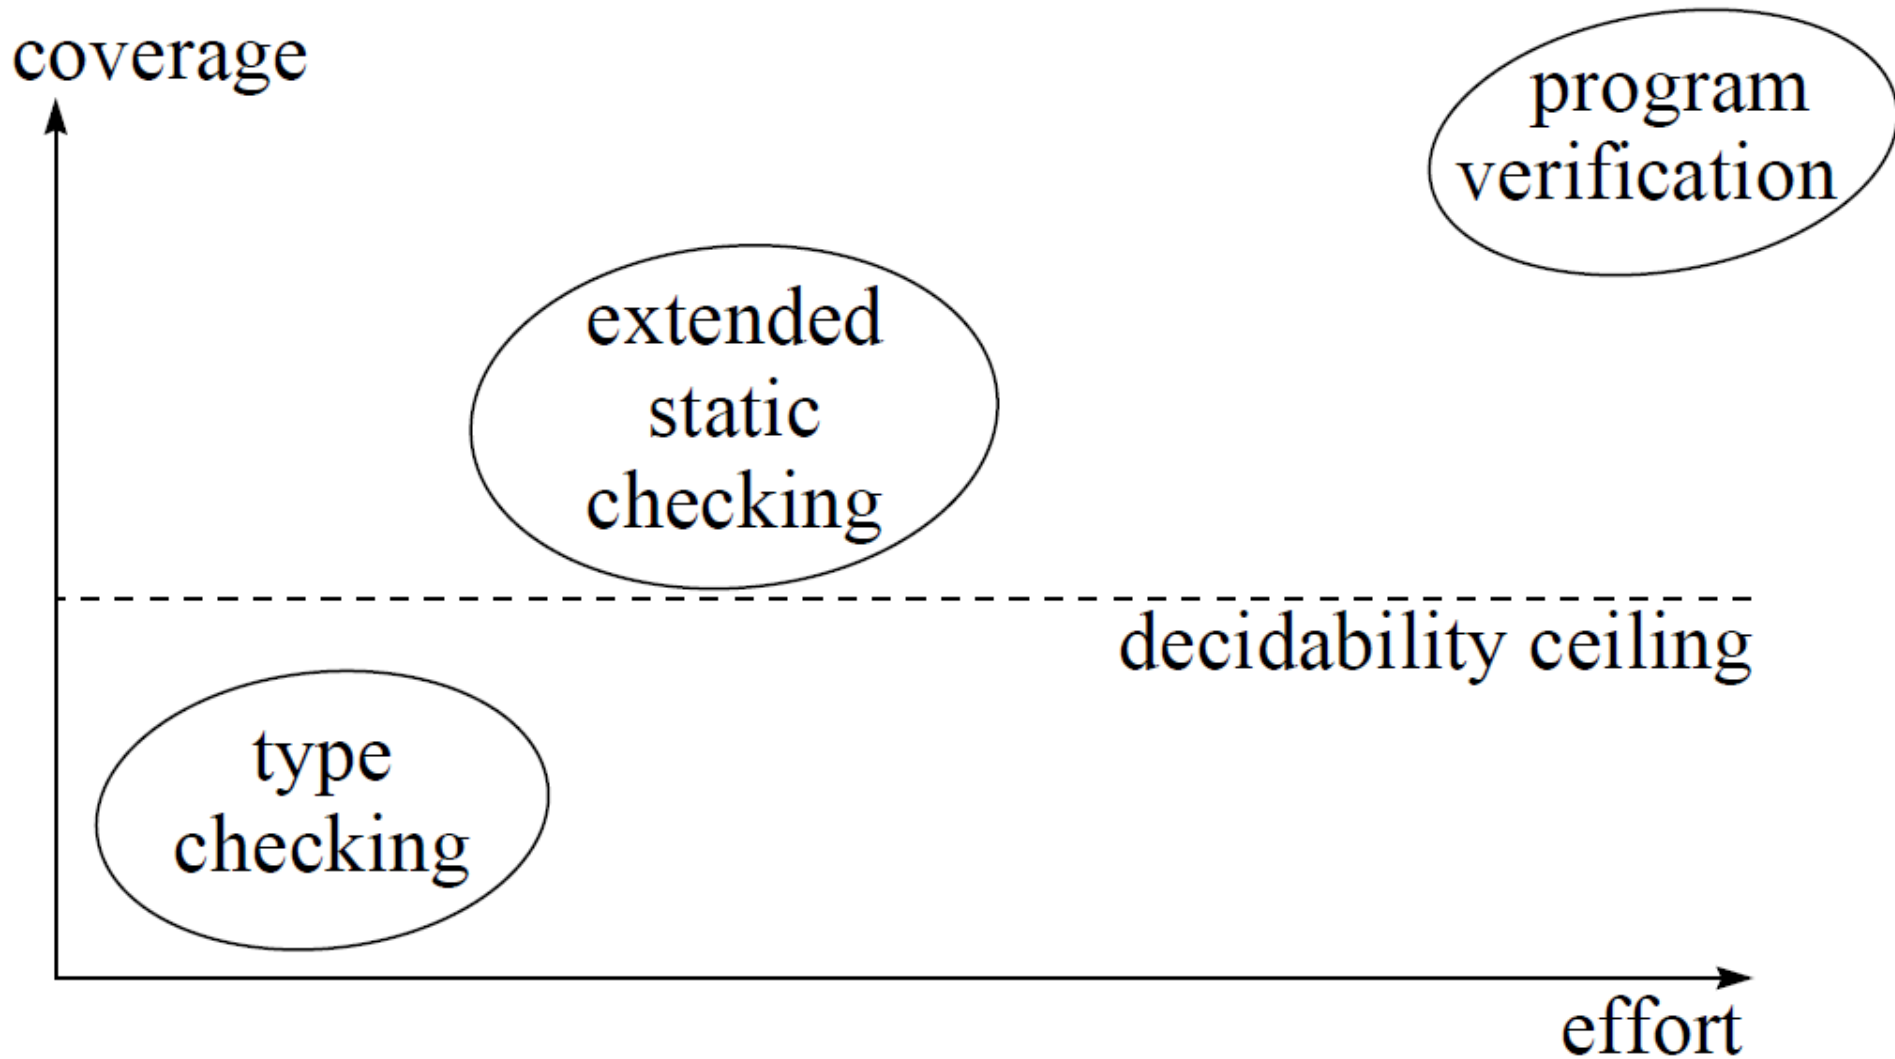 coverage
program
verification
extended
static
checking
decidability ceiling
type
checking
effort